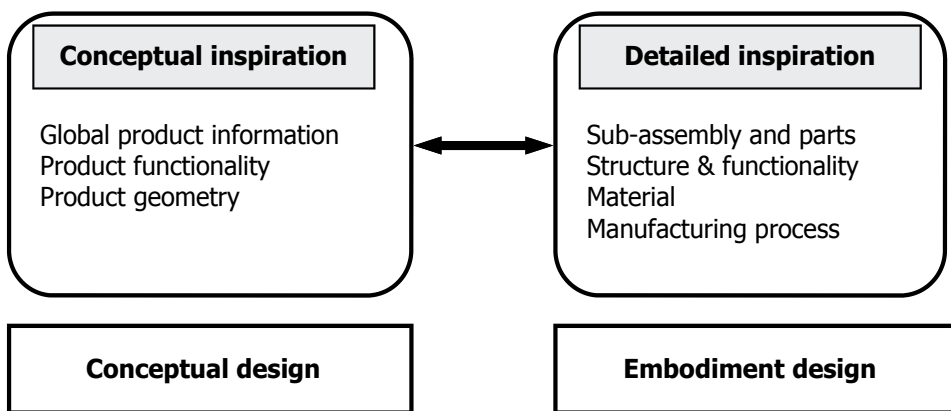 Conceptual inspiration
Global product information
Product functionality
Product geometry
Detailed inspiration
Sub-assembly and parts
Structure & functionality
Material
Manufacturing process
Conceptual design
Embodiment design